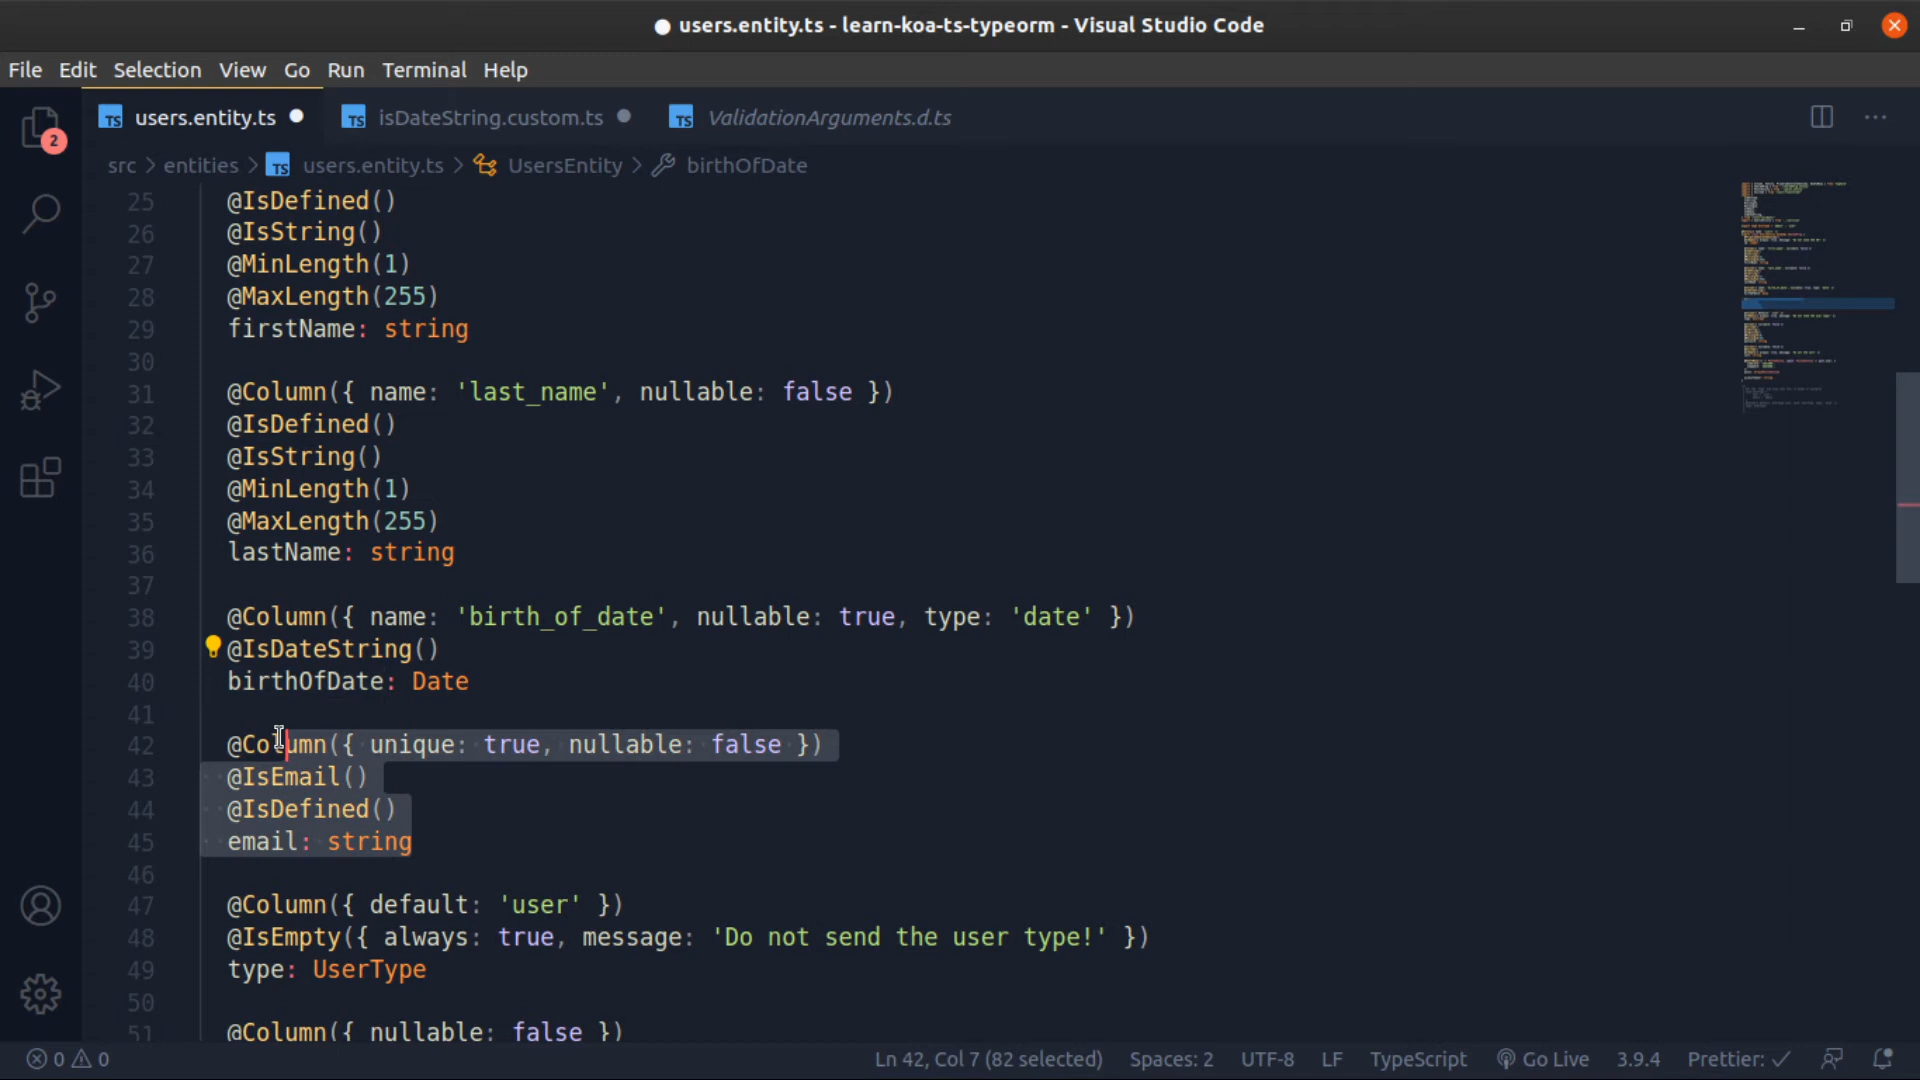 users.entity.ts - learn-koa-ts-typeorm - Visual Studio Code
File Edit Selection View Go Run Terminal Help
TS users.entity.ts TS isDateString.custom.ts TS ValidationArguments.d.ts
2
src > entities > TS users.entity.ts > UsersEntity > birthOfDate
25 @IsDefined()
26 @IsString()
27 @MinLength(1)
28 @MaxLength(255)
29 firstName: string
30
31 @Column({ name: 'last_name', nullable: false })
32 @IsDefined()
33 @IsString()
34 @MinLength(1)
35 @MaxLength(255)
36 lastName: string
37
38 @Column({ name: 'birth_of_date', nullable: true, type: 'date' })
39 @IsDateString()
40 birthOfDate: Date
41
42 @Column({ unique: true, nullable: false })
43 @IsEmail()
44 @IsDefined()
45 email: string
46
47 @Column({ default: 'user' })
48 @IsEmpty({ always: true, message: 'Do not send the user type!' })
49 type: UserType
50
51 @Column({ nullable: false })
0 0 Ln 42, Col 7 (82 selected) Spaces: 2 UTF-8 LF TypeScript Go Live 3.9.4 Prettier: ✓